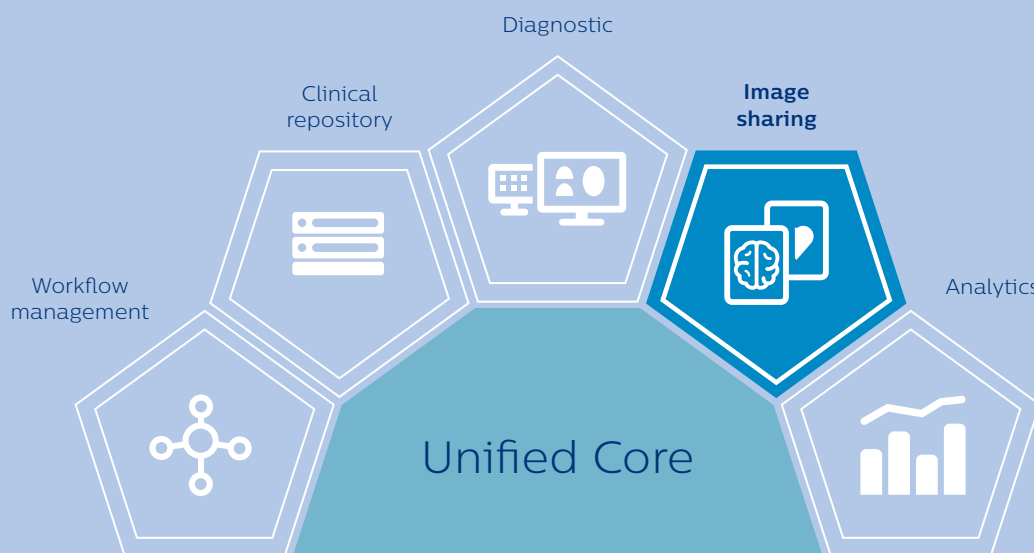 Diagnostic
Clinical
repository
Image
sharing
Workflow
management
Analytics
Unified Core